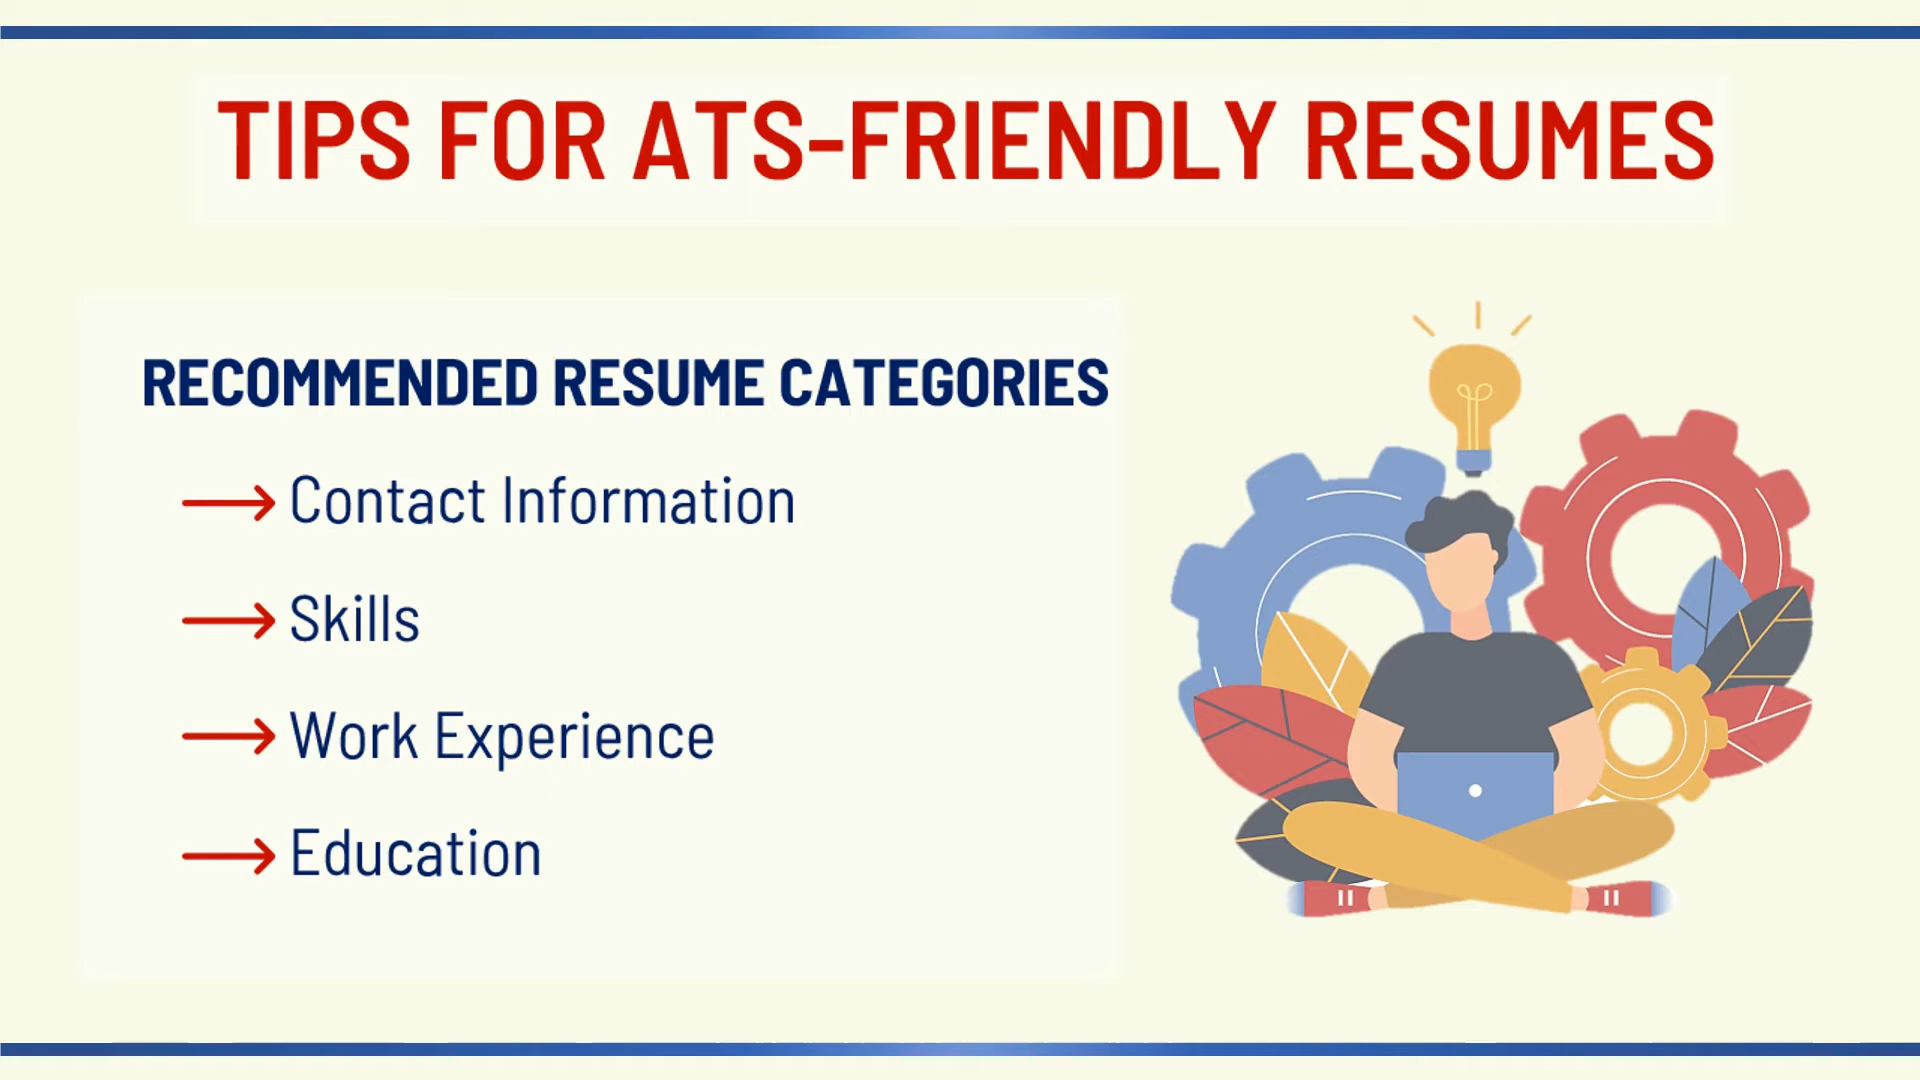 TIPS FOR ATS-FRIENDLY RESUMES
RECOMMENDED RESUME CATEGORIES
Contact Information
Skills
Work Experience
Education